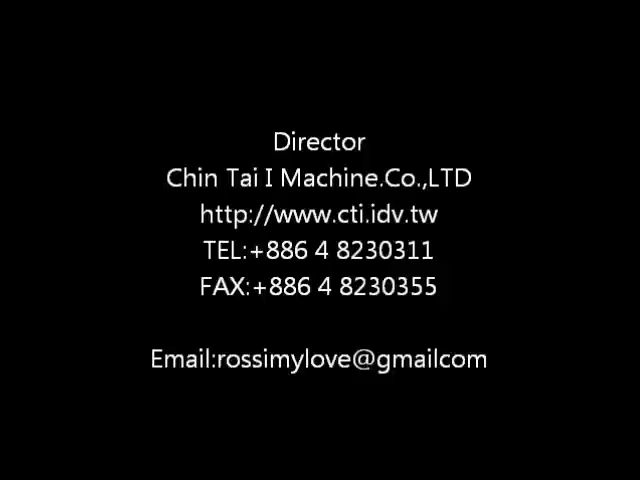 Director
Chin Tai I Machine.Co.,LTD
http://www.cti.idv.tw
TEL:+886 4 8230311
FAX:+886 4 8230355
Email:rossimylove@gmailcom